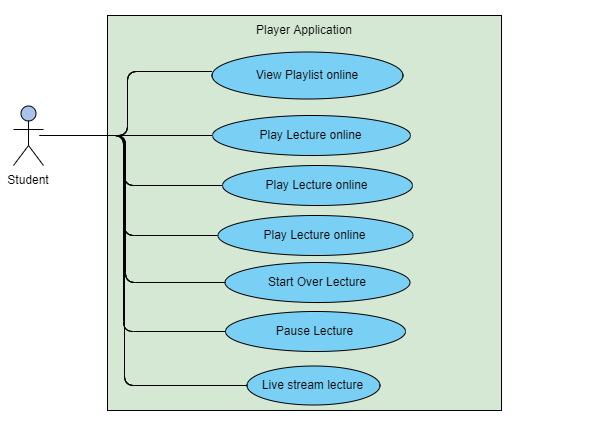 Player Application
View Playlist online
Play Lecture online
Play Lecture online
Play Lecture online
Start Over Lecture
Pause Lecture
Live stream lecture
Student